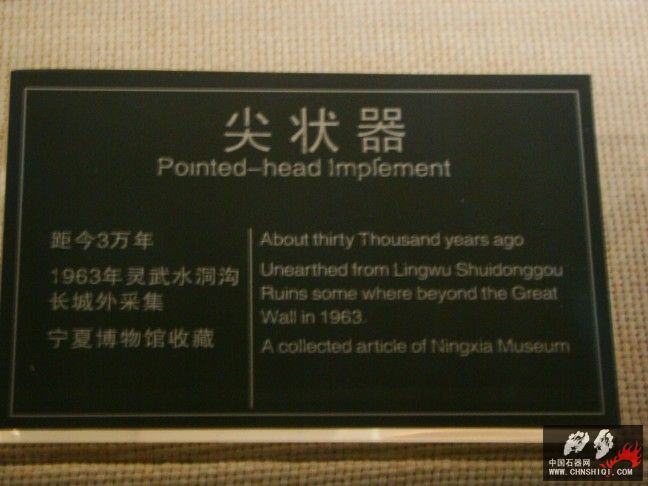 尖状器
Pointed-head Implement
距今3万年
1963年灵武水洞沟
长城外采集
宁夏博物馆收藏
About thirty Thousand years ago
Unearthed from Lingwu Shuidonggou
Ruins some where beyond the Great
Wall in 1963.
A collected article of Ningxia Museum
中国石器网
WWW.CHNSHIQI.COM